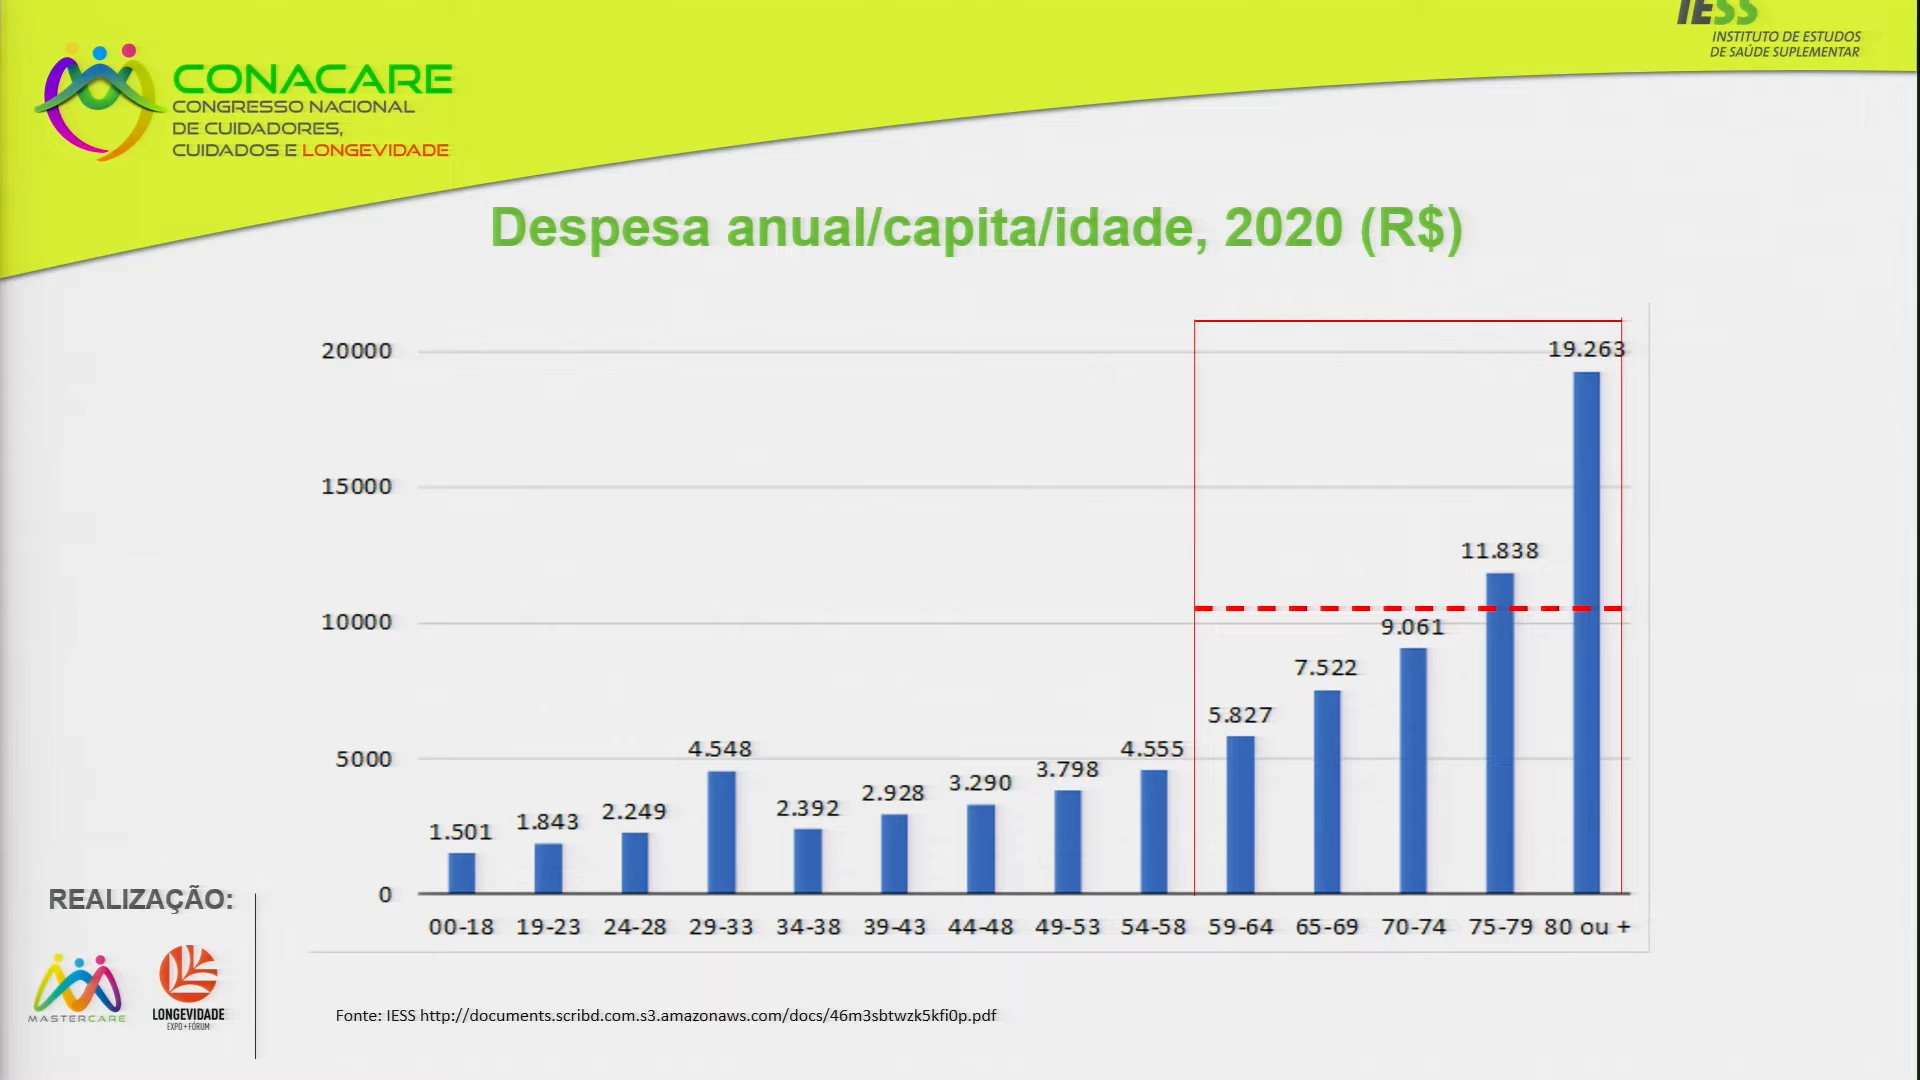 IESS
INSTITUTO DE ESTUDOS
DE SAÚDE SUPLEMENTAR
CONACARE
CONGRESSO NACIONAL
DE CUIDADORES,
CUIDADOS E LONGEVIDADE
Despesa anual/capita/idade, 2020 (R$)
20000
15000
10000
5000
0
1.501
1.843
2.249
4.548
2.392
2.928
3.290
3.798
4.555
5.827
7.522
9.061
11.838
19.263
00-18 19-23 24-28 29-33 34-38 39-43 44-48 49-53 54-58 59-64 65-69 70-74 75-79 80 ou +
REALIZAÇÃO:
MASTERCARE
LONGEVIDADE
EXPO+FÓRUM
Fonte: IESS http://documents.scribd.com.s3.amazonaws.com/docs/46m3sbtwzk5kfi0p.pdf